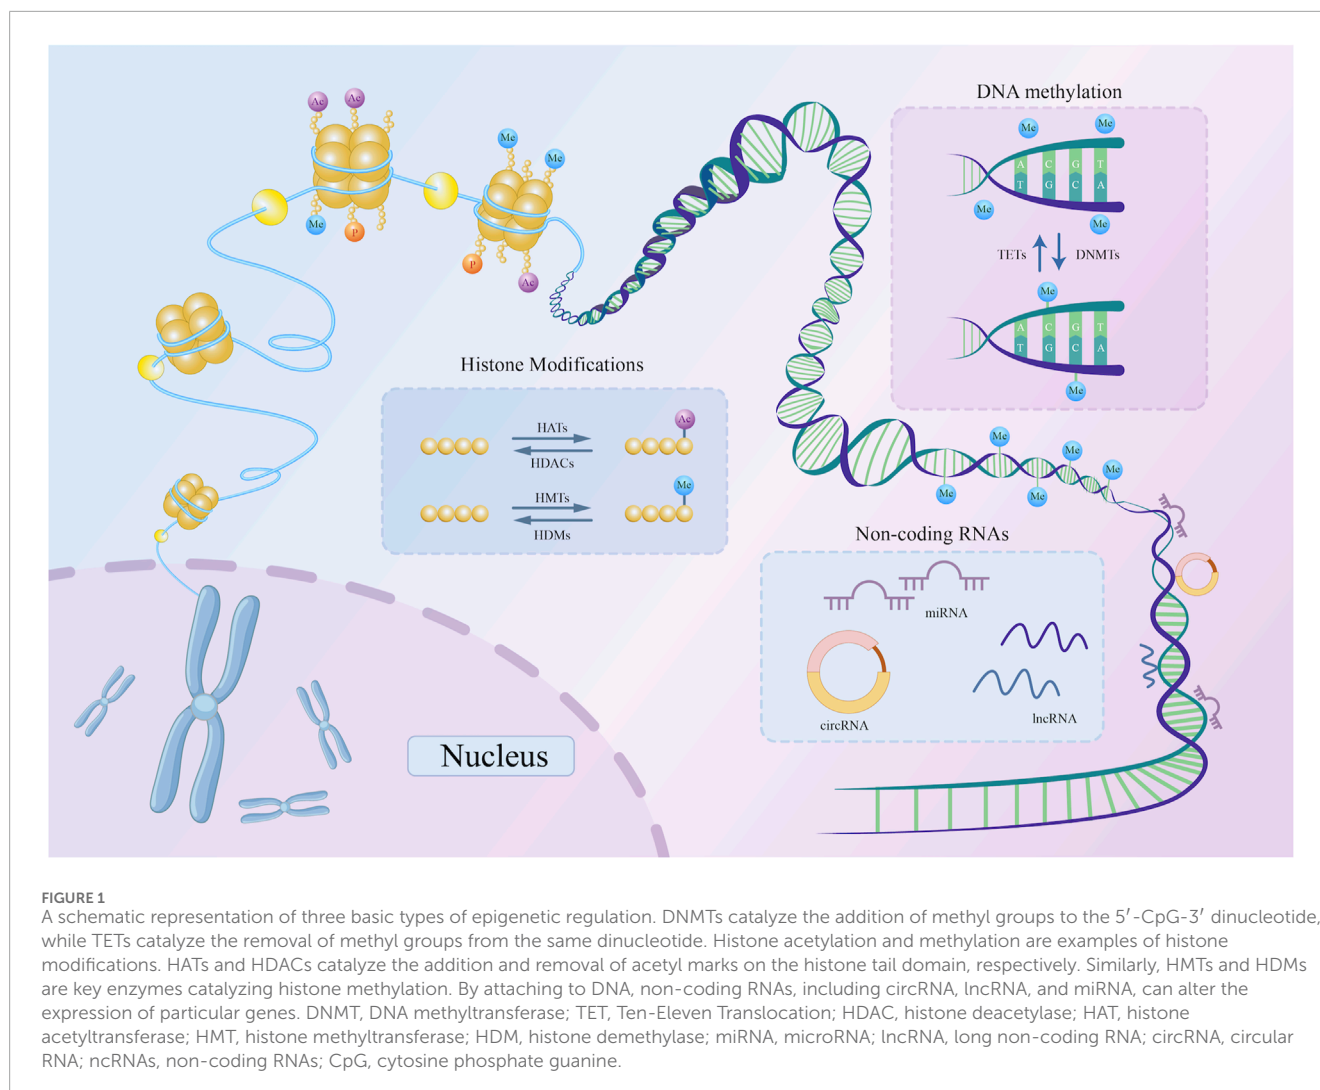 Ac
Ac
Me
P
Me
Me
P
Ac
DNA methylation
Me
Me
A C G T
T G C A
Me
Me
TETs
DNMTs
Me
A C G T
T G C A
Me
Histone Modifications
HATs
HDACs
Ac
HMTs
HDMs
Me
Me
Me
Me
Me
Me
Non-coding RNAs
miRNA
circRNA
lncRNA
Nucleus
FIGURE 1
A schematic representation of three basic types of epigenetic regulation. DNMTs catalyze the addition of methyl groups to the 5′-CpG-3′ dinucleotide,
while TETs catalyze the removal of methyl groups from the same dinucleotide. Histone acetylation and methylation are examples of histone
modifications. HATs and HDACs catalyze the addition and removal of acetyl marks on the histone tail domain, respectively. Similarly, HMTs and HDMs
are key enzymes catalyzing histone methylation. By attaching to DNA, non-coding RNAs, including circRNA, lncRNA, and miRNA, can alter the
expression of particular genes. DNMT, DNA methyltransferase; TET, Ten-Eleven Translocation; HDAC, histone deacetylase; HAT, histone
acetyltransferase; HMT, histone methyltransferase; HDM, histone demethylase; miRNA, microRNA; lncRNA, long non-coding RNA; circRNA, circular
RNA; ncRNAs, non-coding RNAs; CpG, cytosine phosphate guanine.